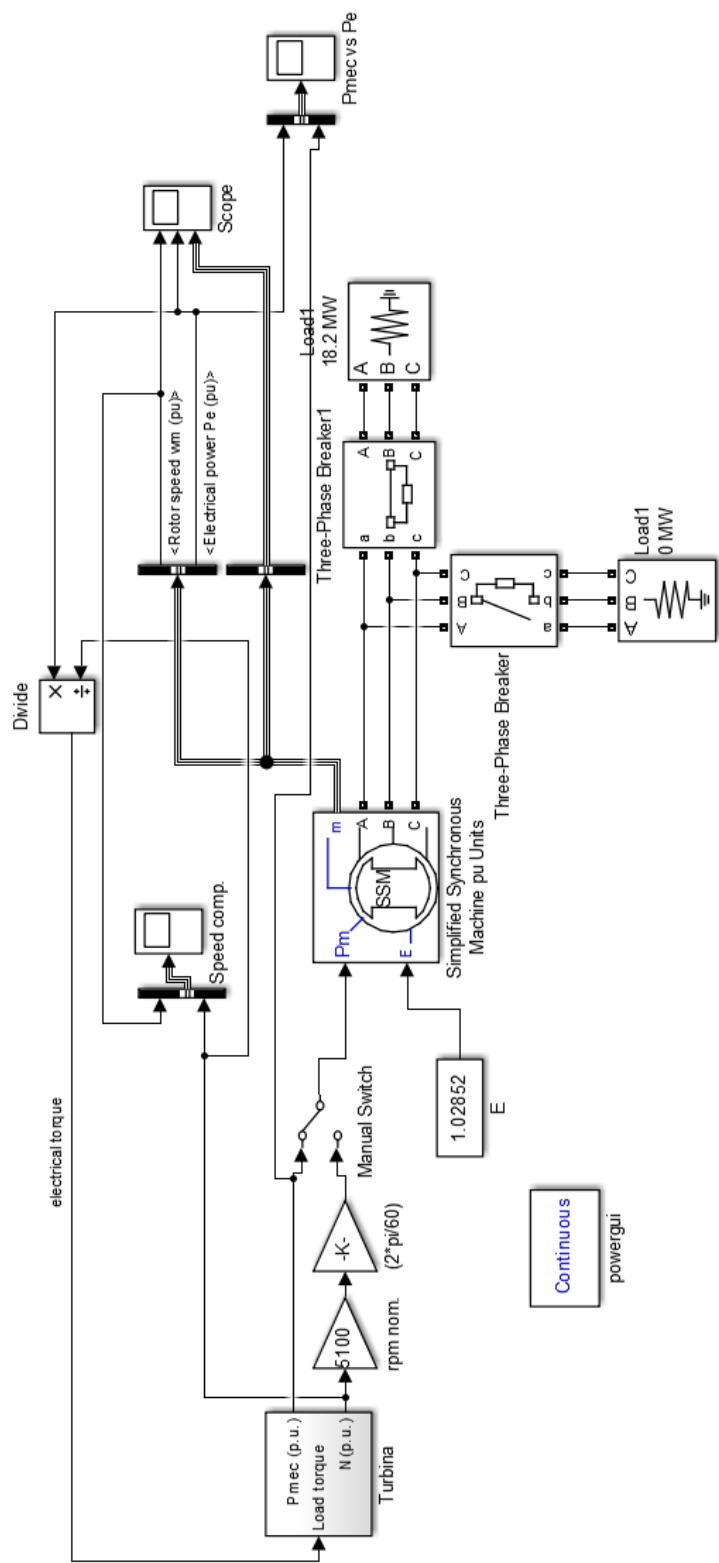 electrical torque
Pmec (p.u.)
Load torque
N (p.u.)
Turbina
5100
rpm nom.
-K-
(2*pi/60)
Manual Switch
Speed comp.
Divide
×
÷
1.02852
E
Continuous
powergui
Pm
E
SSM
m
A
B
C
Simplified Synchronous
Machine pu Units
<Rotor speed wm (pu)>
<Electrical power Pe (pu)>
Scope
Pmec vs Pe
a
b
c
A
B
C
Three-Phase Breaker1
A
B
C
Load1
18.2 MW
A
B
C
a
b
c
Three-Phase Breaker
A
B
C
Load1
0 MW